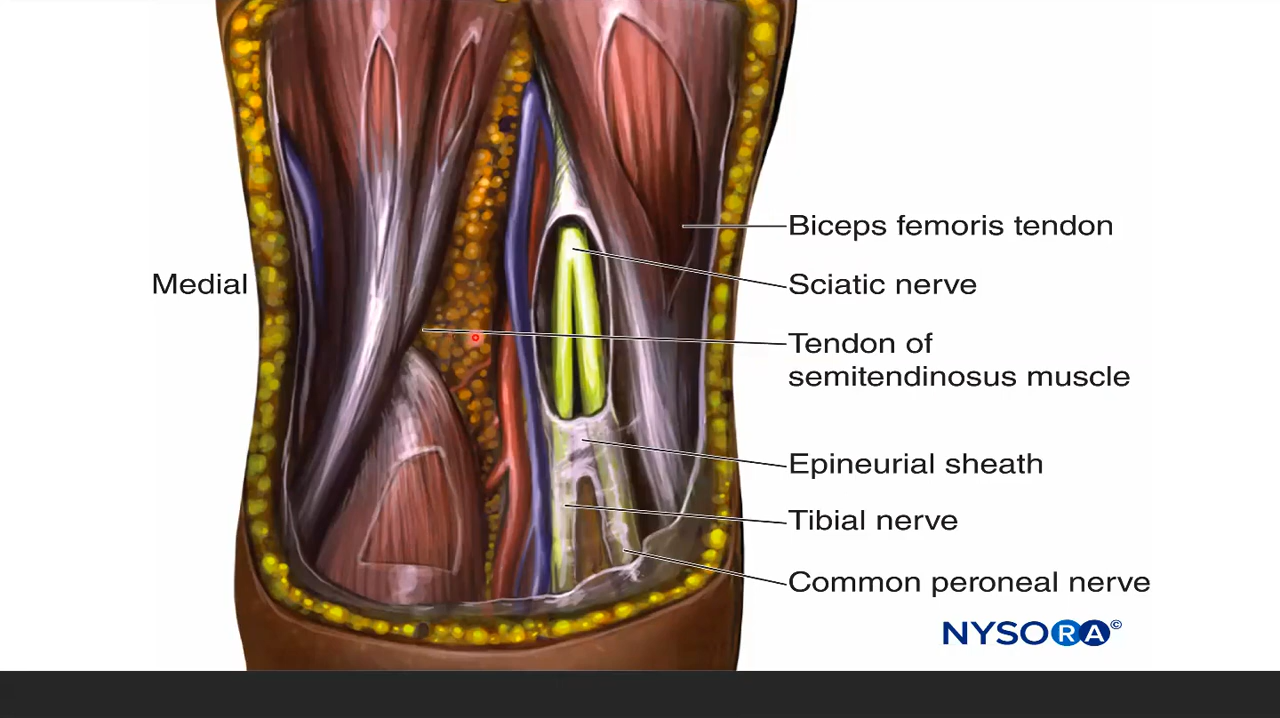 Medial
Biceps femoris tendon
Sciatic nerve
Tendon of
semitendinosus muscle
Epineurial sheath
Tibial nerve
Common peroneal nerve
NYSORA©